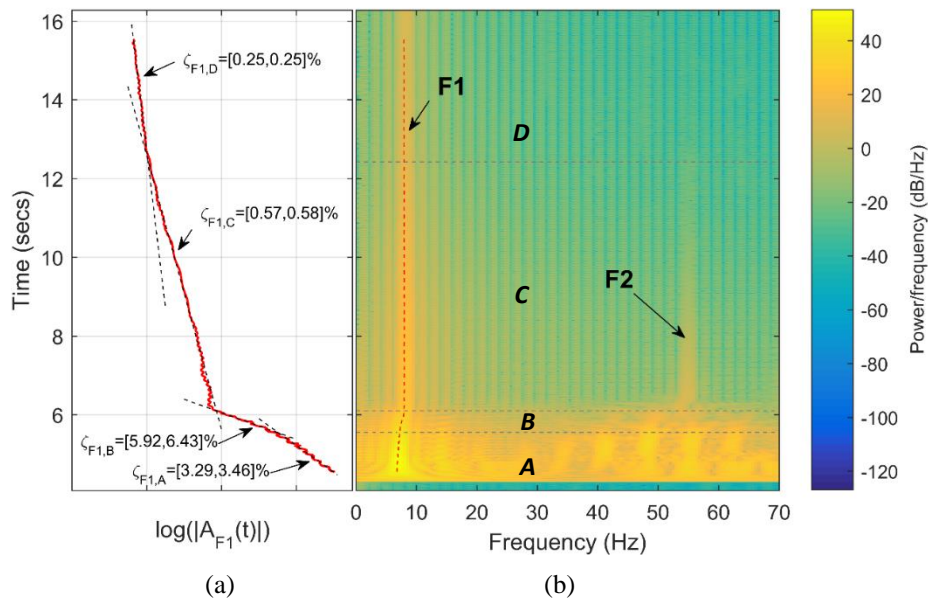 16
14
12
10
8
6
Time (secs)
ζF1,D=[0.25,0.25]%
ζF1,C=[0.57,0.58]%
ζF1,B=[5.92,6.43]%
ζF1,A=[3.29,3.46]%
log(|AF1(t)|)
(a)
F1
F2
D
C
B
A
0 10 20 30 40 50 60 70
Frequency (Hz)
(b)
40
20
0
-20
-40
-60
-80
-100
-120
Power/frequency (dB/Hz)